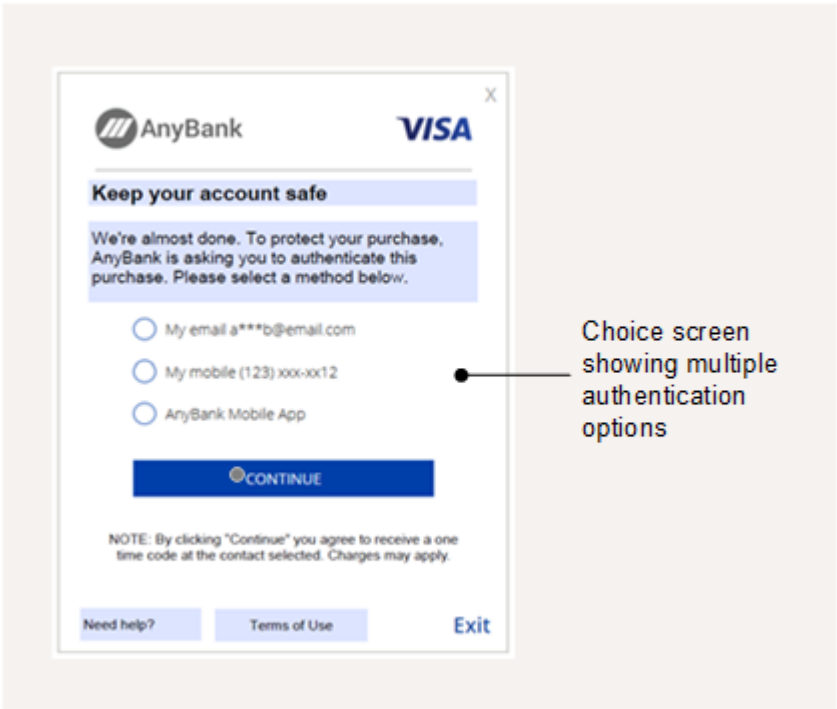 X
AnyBank
VISA
Keep your account safe
We're almost done. To protect your purchase,
AnyBank is asking you to authenticate this
purchase. Please select a method below.
My email a***b@email.com
My mobile (123) xxx-xx12
AnyBank Mobile App
CONTINUE
NOTE: By clicking "Continue" you agree to receive a one
time code at the contact selected. Charges may apply.
Need help?
Terms of Use
Exit
Choice screen
showing multiple
authentication
options